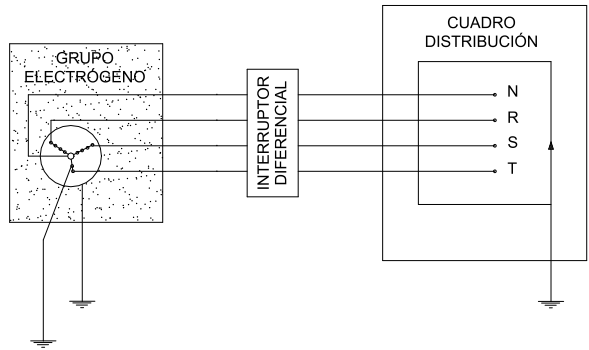 GRUPO
ELECTRÓGENO
INTERRUPTOR
DIFERENCIAL
CUADRO
DISTRIBUCIÓN
N
R
S
T